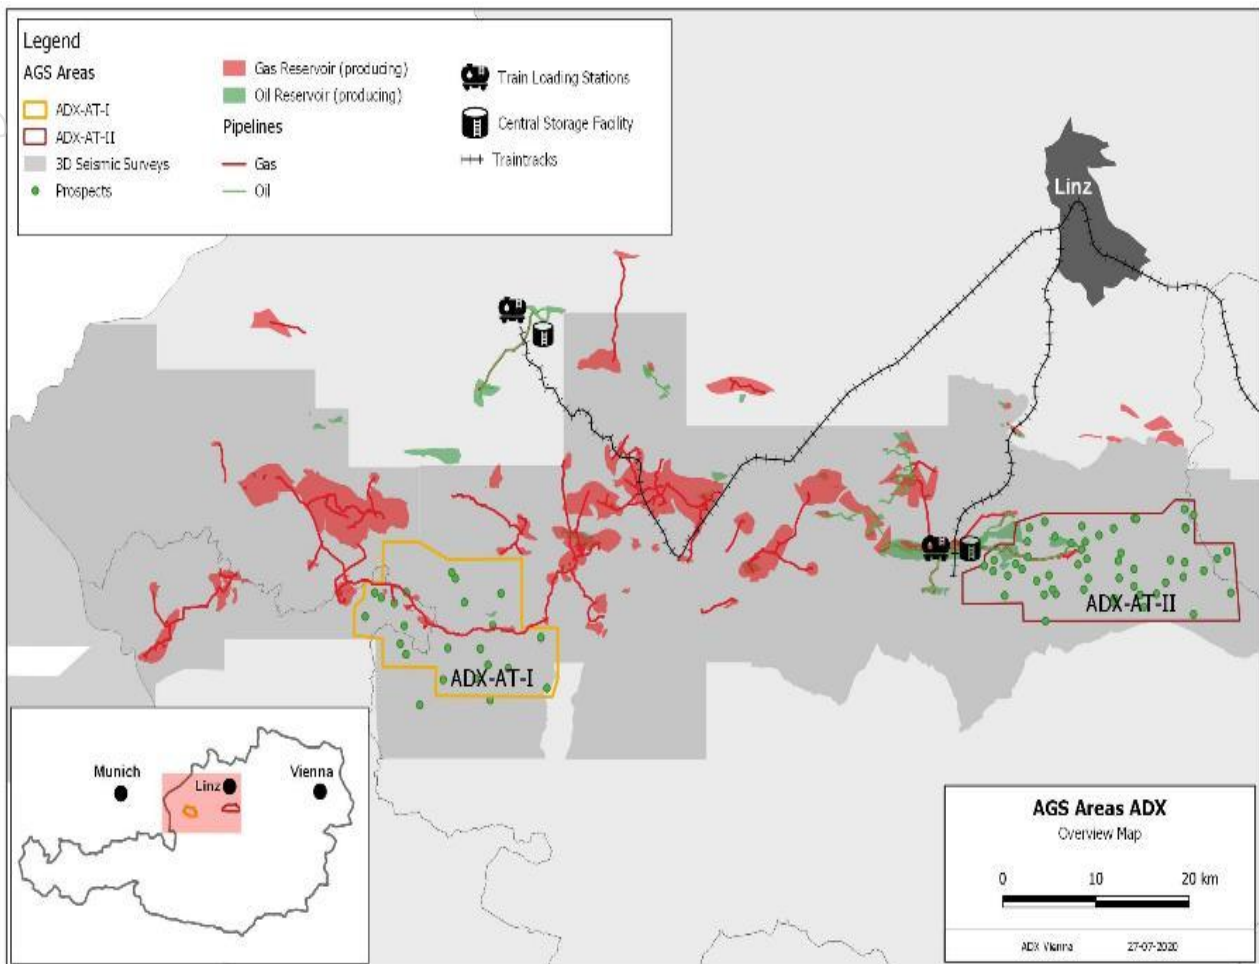 Legend
AGS Areas
ADX-AT-I
ADX-AT-II
3D Seismic Surveys
Prospects
Gas Reservoir (producing)
Oil Reservoir (producing)
Pipelines
Gas
Oil
Train Loading Stations
Central Storage Facility
Traintracks
Linz
ADX-AT-II
ADX-AT-I
Munich
Linz
Vienna
AGS Areas ADX
Overview Map
0 10 20 km
ADX Vienna 27-07-2020